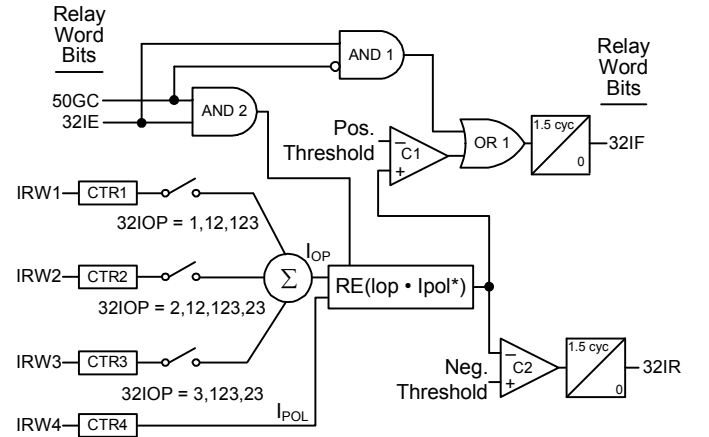 Relay
Word
Bits
AND 1
Relay
Word
Bits
50GC
32IE
AND 2
Pos.
Threshold
–
+
C1
OR 1
1.5 cyc
0
32IF
IRW1
CTR1
32IOP = 1,12,123
IRW2
CTR2
32IOP = 2,12,123,23
Σ
IOP
RE(Iop • Ipol*)
IRW3
CTR3
32IOP = 3,123,23
Neg.
Threshold
–
+
C2
1.5 cyc
0
32IR
IRW4
CTR4
IPOL